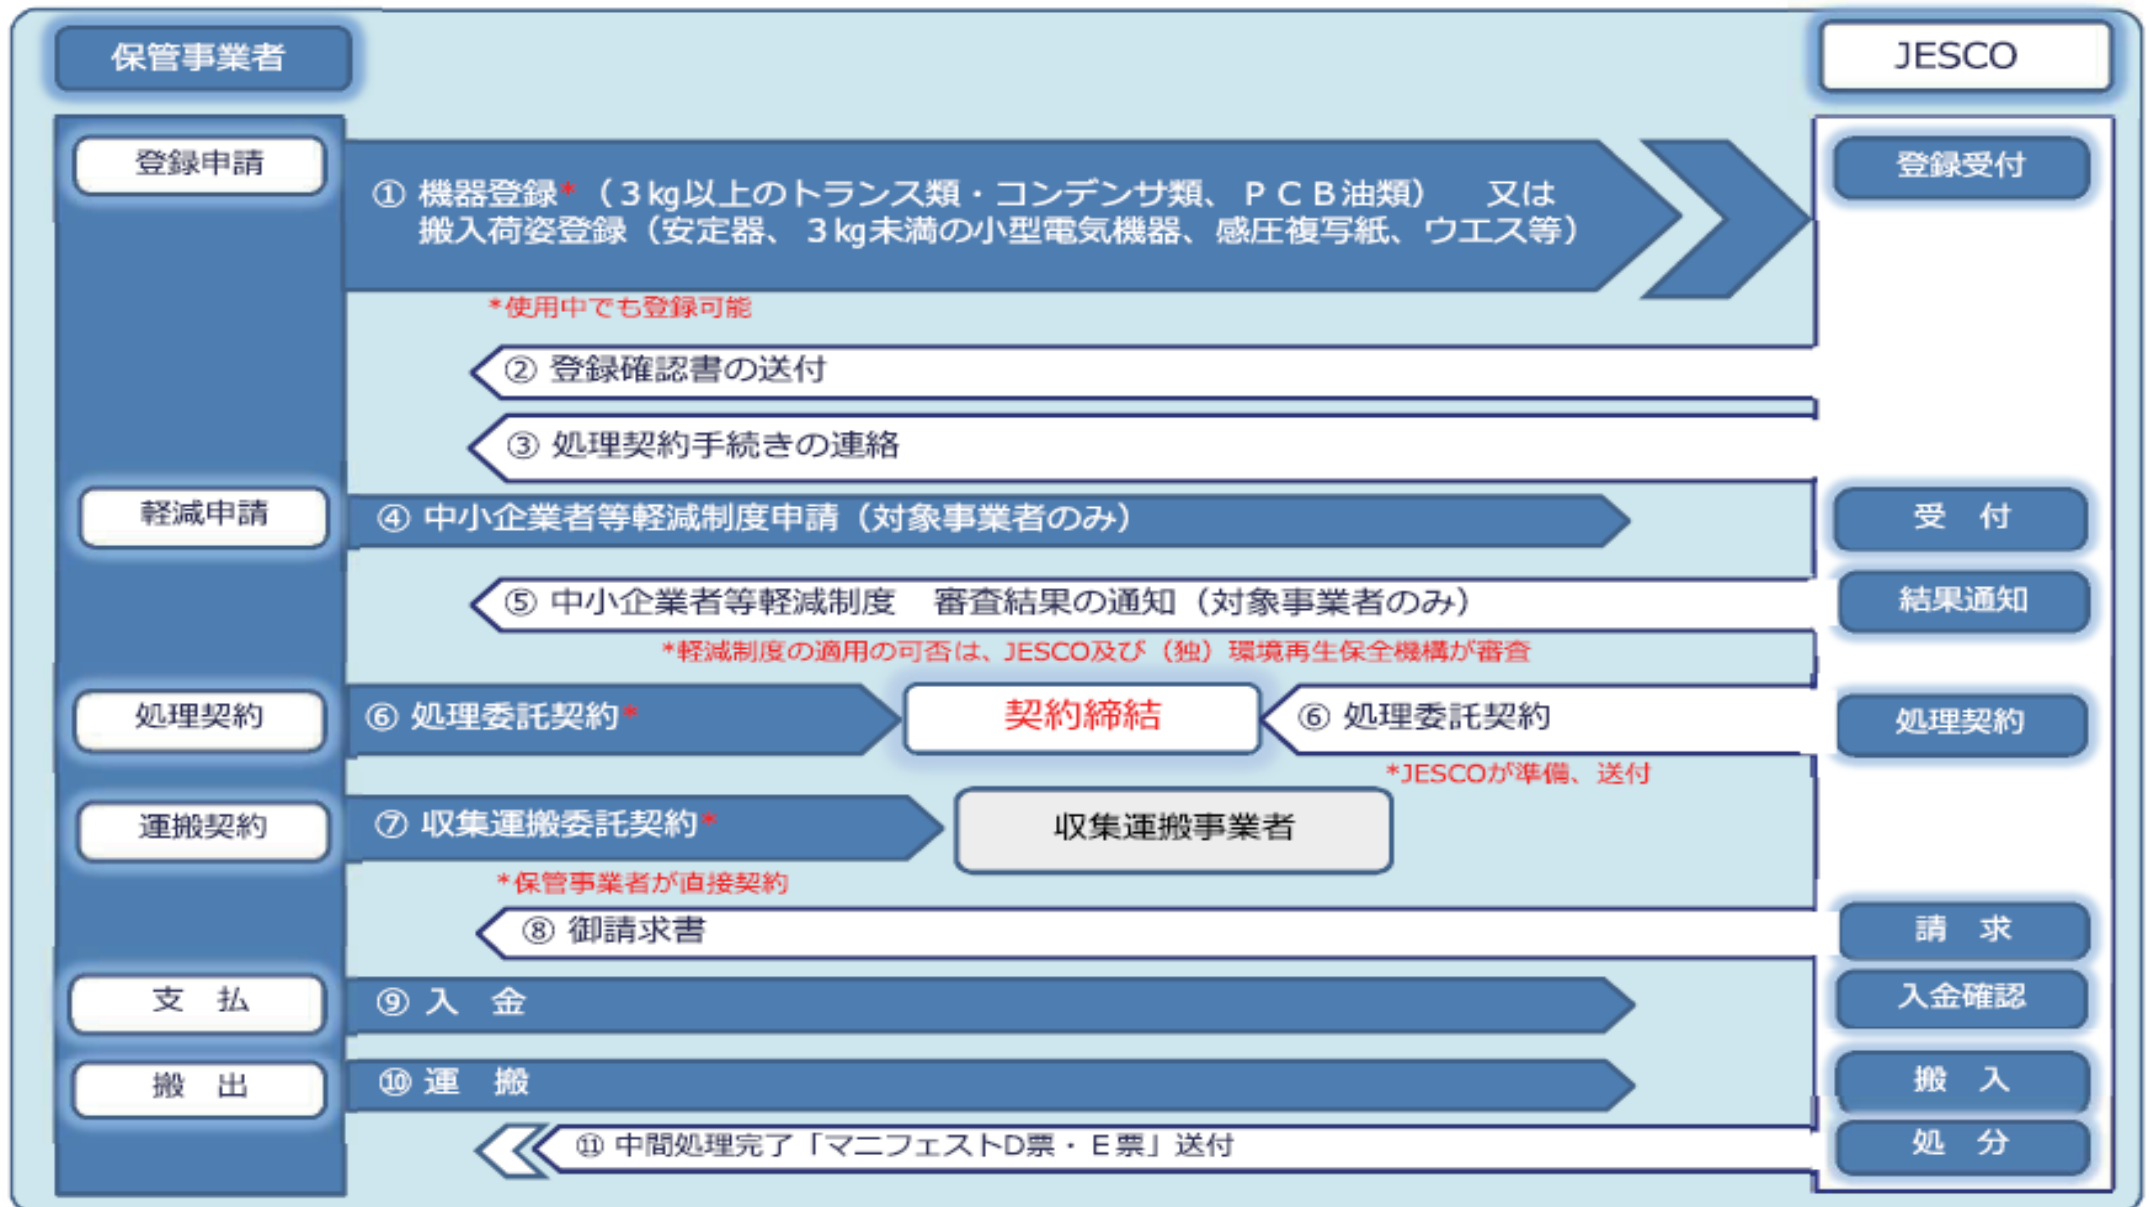 保管事業者
JESCO
登録申請
① 機器登録*（３kg以上のトランス類・コンデンサ類、ＰＣＢ油類）　又は
搬入荷姿登録（安定器、３kg未満の小型電気機器、感圧複写紙、ウエス等）
登録受付
*使用中でも登録可能
② 登録確認書の送付
③ 処理契約手続きの連絡
軽減申請
④ 中小企業者等軽減制度申請（対象事業者のみ）
受　付
⑤ 中小企業者等軽減制度　審査結果の通知（対象事業者のみ）
結果通知
*軽減制度の適用の可否は、JESCO及び（独）環境再生保全機構が審査
処理契約
⑥ 処理委託契約*
契約締結
⑥ 処理委託契約
処理契約
*JESCOが準備、送付
運搬契約
⑦ 収集運搬委託契約*
収集運搬事業者
*保管事業者が直接契約
⑧ 御請求書
請　求
支　払
⑨ 入　金
入金確認
搬　出
⑩ 運　搬
搬　入
⑪ 中間処理完了「マニフェストD票・Ｅ票」送付
処　分